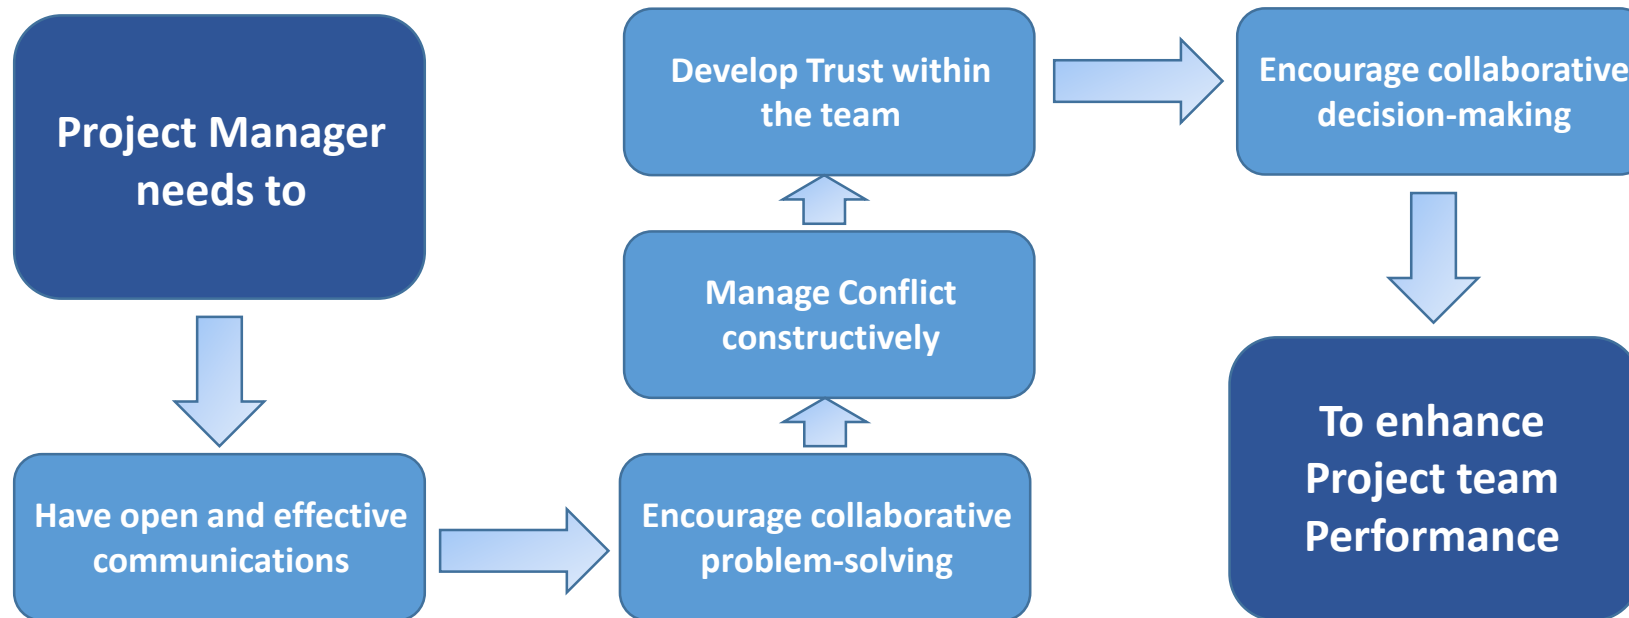 Project Manager
needs to
Have open and effective
communications
Encourage collaborative
problem-solving
Manage Conflict
constructively
Develop Trust within
the team
Encourage collaborative
decision-making
To enhance
Project team
Performance